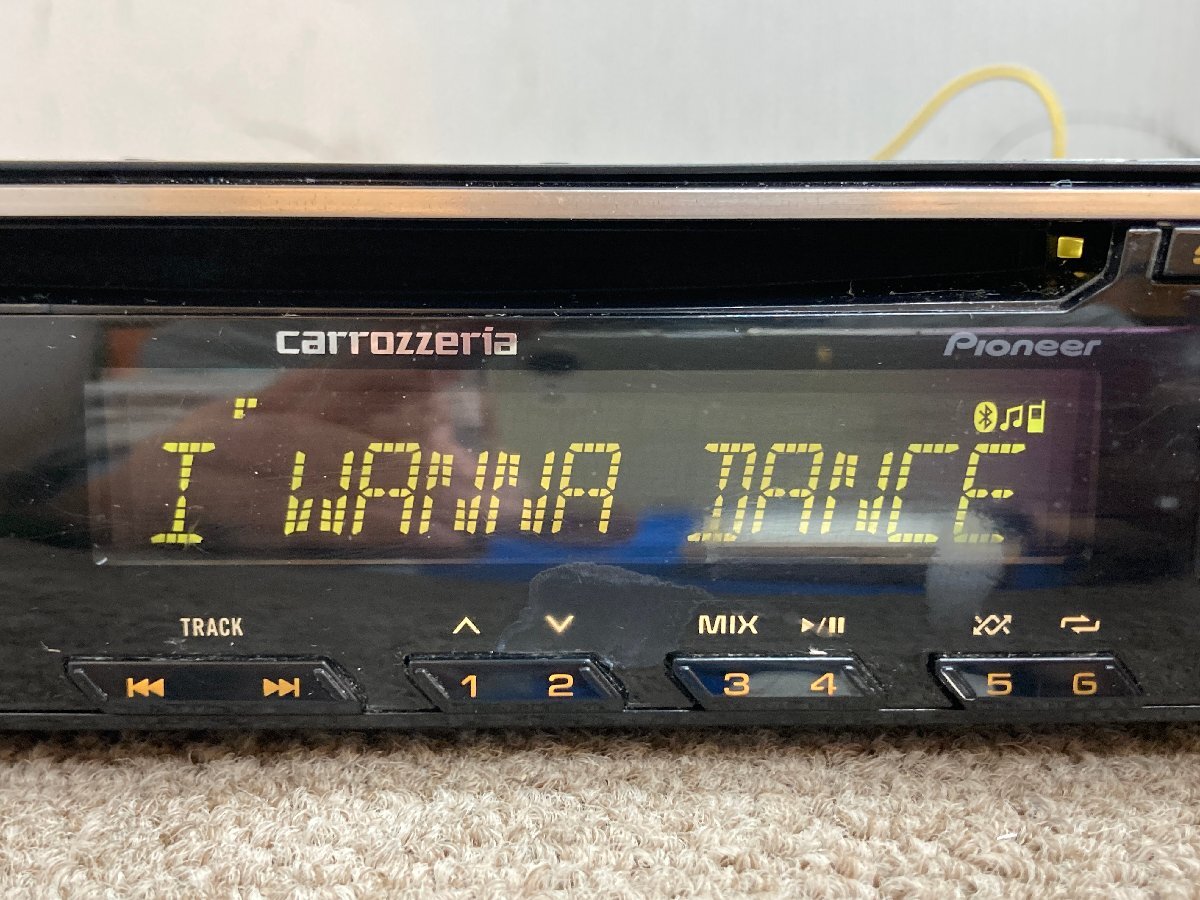 carrozzeria Pioneer
I WANNA DANCE
TRACK MIX
1 2 3 4 5 6